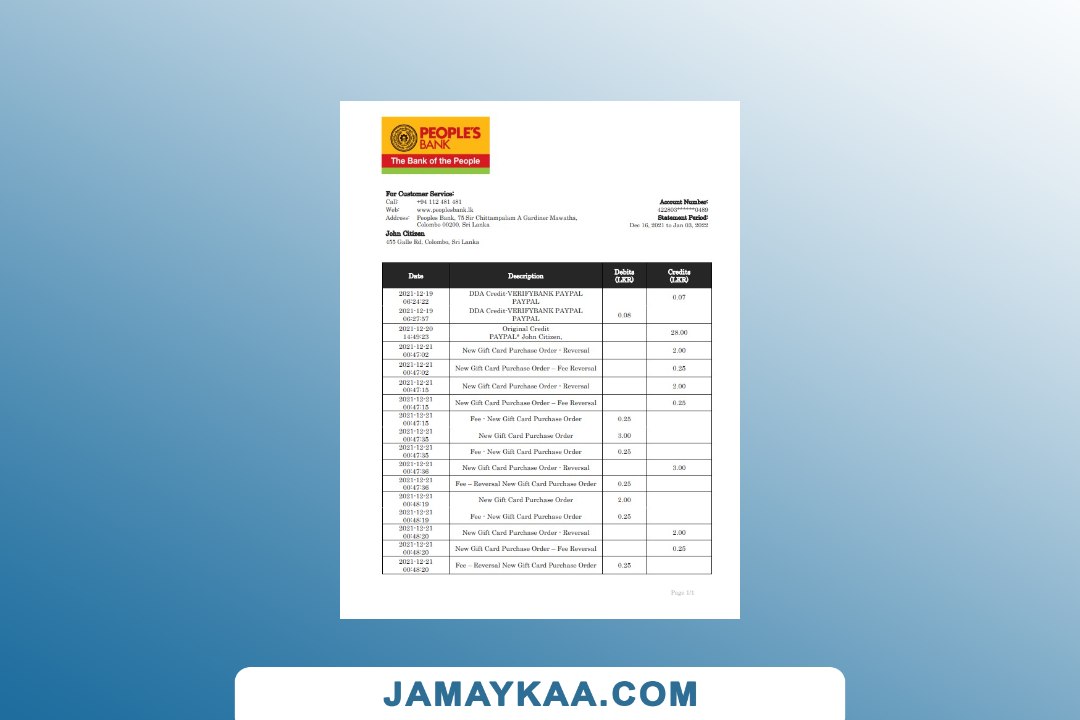 PEOPLE'S
BANK
The Bank of the People
For Customer Service:
Call: +94 112 481 481
Web: www.peoplesbank.lk
Address: Peoples Bank, 75 Sir Chittampalam A Gardiner Mawatha,
Colombo 00200, Sri Lanka
Account Number:
422803******0489
Statement Period:
Dec 16, 2021 to Jan 03, 2022
John Citizen
455 Galle Rd, Colombo, Sri Lanka
Date Description Debits (LKR) Credits (LKR)
2021-12-19 DDA Credit-VERIFYBANK PAYPAL 0.07
06:24:22 PAYPAL
2021-12-19 DDA Credit-VERIFYBANK PAYPAL 0.08
06:27:57 PAYPAL
2021-12-20 Original Credit 28.00
14:49:23 PAYPAL* John Citizen,
2021-12-21 New Gift Card Purchase Order - Reversal 2.00
00:47:02
2021-12-21 New Gift Card Purchase Order – Fee Reversal 0.25
00:47:02
2021-12-21 New Gift Card Purchase Order - Reversal 2.00
00:47:15
2021-12-21 New Gift Card Purchase Order – Fee Reversal 0.25
00:47:15
2021-12-21 Fee - New Gift Card Purchase Order 0.25
00:47:15
2021-12-21 New Gift Card Purchase Order 3.00
00:47:35
2021-12-21 Fee - New Gift Card Purchase Order 0.25
00:47:35
2021-12-21 New Gift Card Purchase Order - Reversal 3.00
00:47:36
2021-12-21 Fee – Reversal New Gift Card Purchase Order 0.25
00:47:36
2021-12-21 New Gift Card Purchase Order 2.00
00:48:19
2021-12-21 Fee - New Gift Card Purchase Order 0.25
00:48:19
2021-12-21 New Gift Card Purchase Order - Reversal 2.00
00:48:20
2021-12-21 New Gift Card Purchase Order – Fee Reversal 0.25
00:48:20
2021-12-21 Fee – Reversal New Gift Card Purchase Order 0.25
00:48:20
Page 1/1
JAMAYKAA.COM